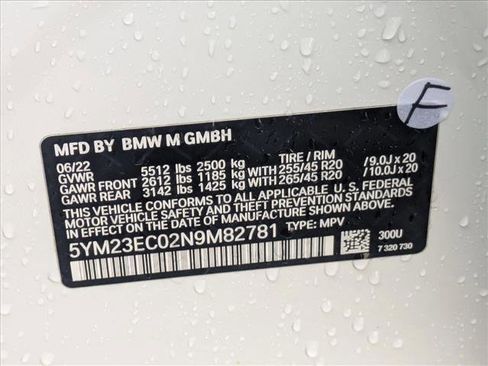 F
MFD BY BMW M GMBH
06/22
GVWR 5512 lbs 2500 kg TIRE / RIM
GAWR FRONT 2612 lbs 1185 kg WITH 255/45 R20 /9.0J x 20
GAWR REAR 3142 lbs 1425 kg WITH 265/45 R20 /10.0J x 20
THIS VEHICLE CONFORMS TO ALL APPLICABLE U. S. FEDERAL
MOTOR VEHICLE SAFETY STANDARDS IN EFFECT
ON THE DATE OF MANUFACTURE SHOWN ABOVE.
5YM23EC02N9M82781 TYPE: MPV
300U
7 320 730